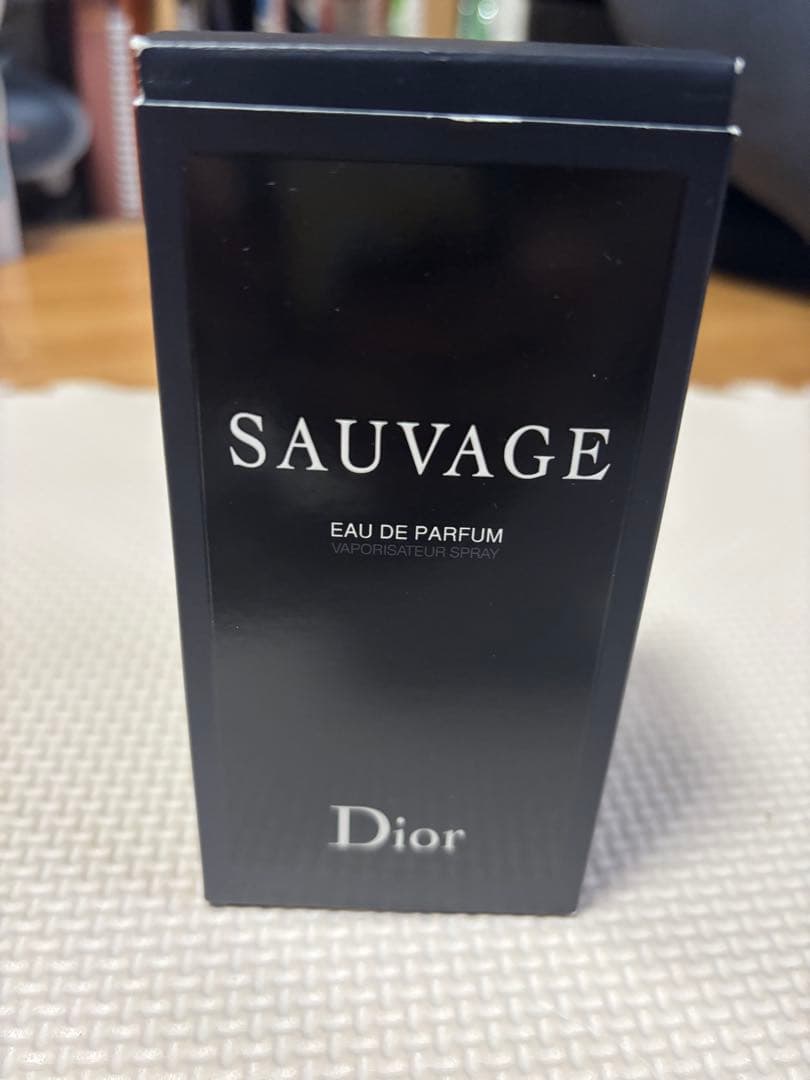 SAUVAGE
EAU DE PARFUM
VAPORISATEUR SPRAY
Dior